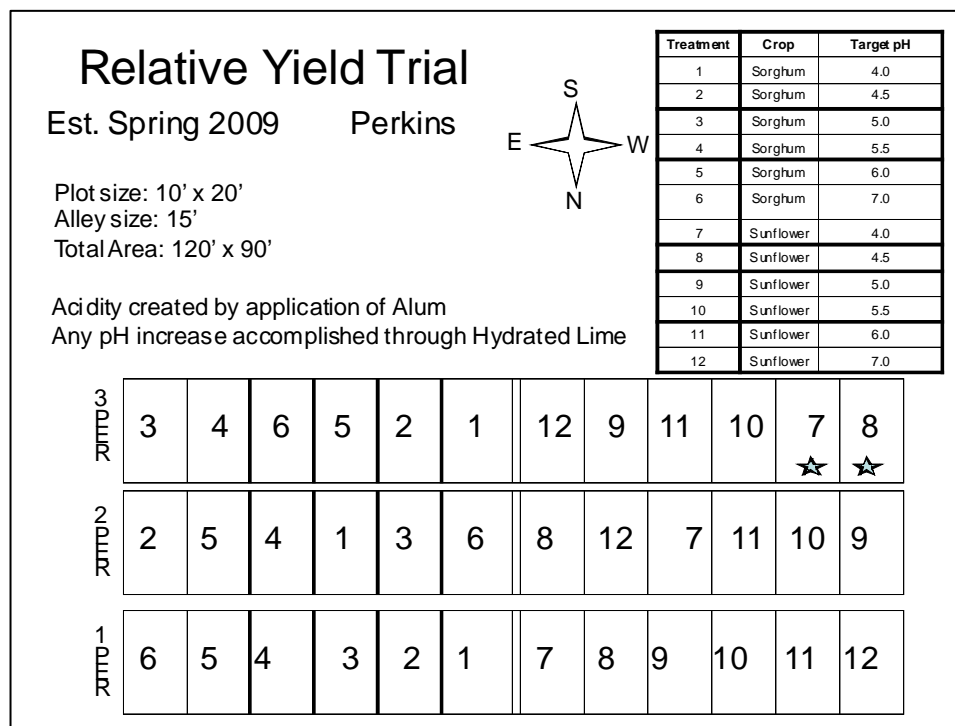 Relative Yield Trial
Est. Spring 2009 Perkins
S
E W
N
Plot size: 10’ x 20’
Alley size: 15’
Total Area: 120’ x 90’
Acidity created by application of Alum
Any pH increase accomplished through Hydrated Lime
Treatment Crop Target pH
1 Sorghum 4.0
2 Sorghum 4.5
3 Sorghum 5.0
4 Sorghum 5.5
5 Sorghum 6.0
6 Sorghum 7.0
7 Sunflower 4.0
8 Sunflower 4.5
9 Sunflower 5.0
10 Sunflower 5.5
11 Sunflower 6.0
12 Sunflower 7.0
3PER
3 4 6 5 2 1 12 9 11 10 7 8
2PER
2 5 4 1 3 6 8 12 7 11 10 9
1PER
6 5 4 3 2 1 7 8 9 10 11 12